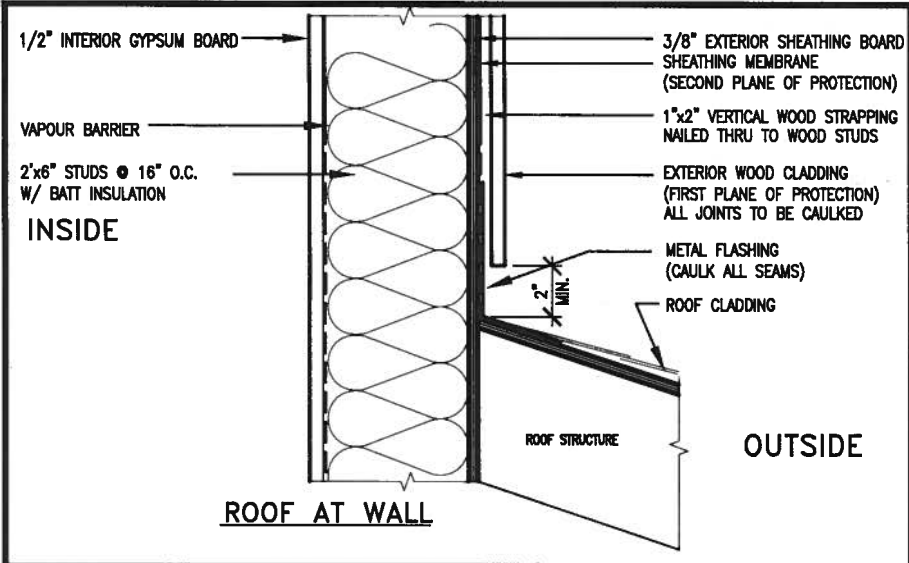 1/2" INTERIOR GYPSUM BOARD
VAPOUR BARRIER
2'x6" STUDS @ 16" O.C.
W/ BATT INSULATION
INSIDE
3/8" EXTERIOR SHEATHING BOARD
SHEATHING MEMBRANE
(SECOND PLANE OF PROTECTION)
1"x2" VERTICAL WOOD STRAPPING
NAILED THRU TO WOOD STUDS
EXTERIOR WOOD CLADDING
(FIRST PLANE OF PROTECTION)
ALL JOINTS TO BE CAULKED
METAL FLASHING
(CAULK ALL SEAMS)
2"
MIN.
ROOF CLADDING
ROOF STRUCTURE
OUTSIDE
ROOF AT WALL